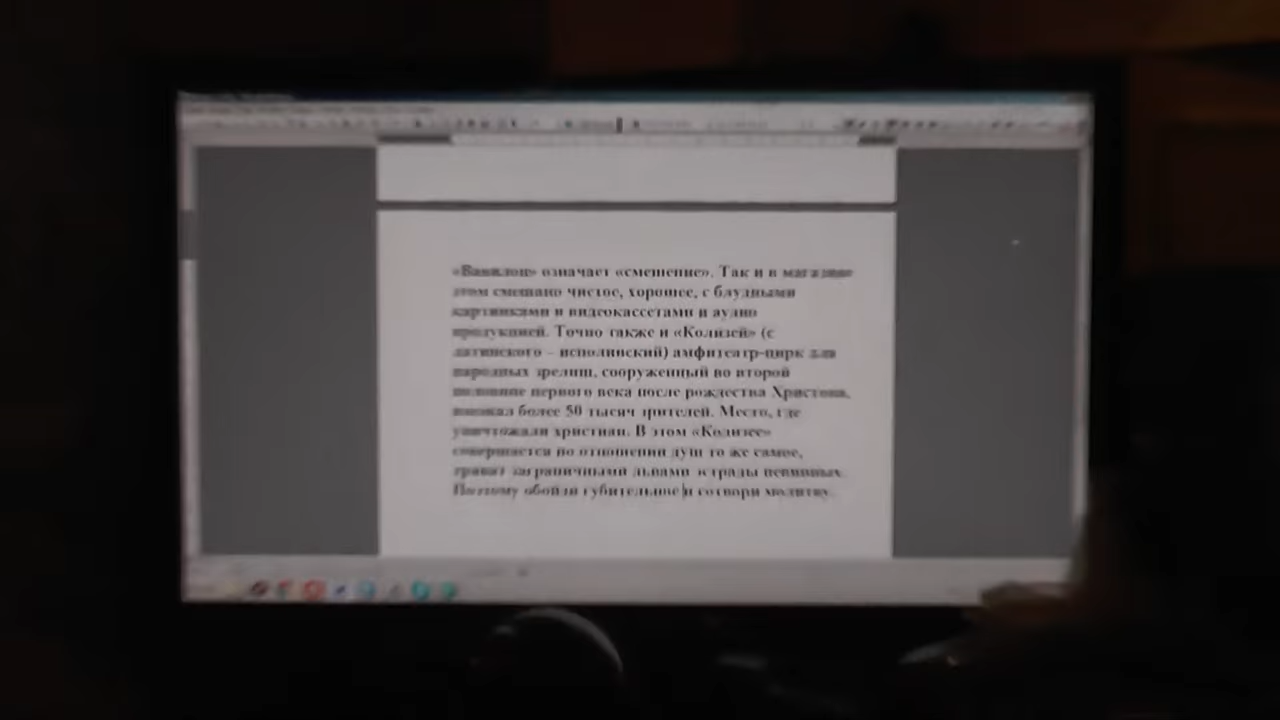 «Вавилон» означает «смешение». Так и в магазине
этом смешано чистое, хорошее, с блудными
картинками и видеокассетами и аудио
продукцией. Точно также и «Колизей» (с
латинского – исполинский) амфитеатр-цирк для
народных зрелищ, сооруженный во второй
половине первого века после рождества Христова,
вмещал более 50 тысяч зрителей. Место, где
уничтожали христиан. В этом «Колизее»
совершается по отношении душ то же самое,
травят заграничными львами эстрады невинных.
Поэтому обойди губительное и сотвори молитву.